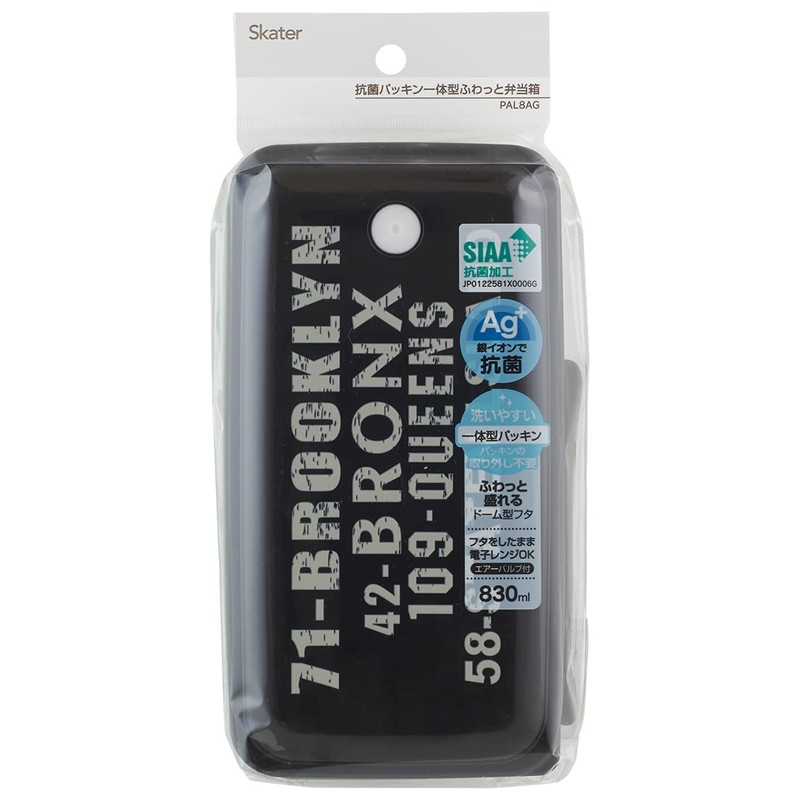 Skater
抗菌パッキン一体型ふわっと弁当箱
PAL8AG
71-BROOKLYN
42-BRONX
109-QUEENS
58-S
SIAA
抗菌加工
JP0122581X0006G
Ag+
銀イオンで
抗菌
洗いやすい
一体型パッキン
パッキンの
取り外し不要
ふわっと
盛れる
ドーム型フタ
フタをしたまま
電子レンジOK
エアーバルブ付
830ml